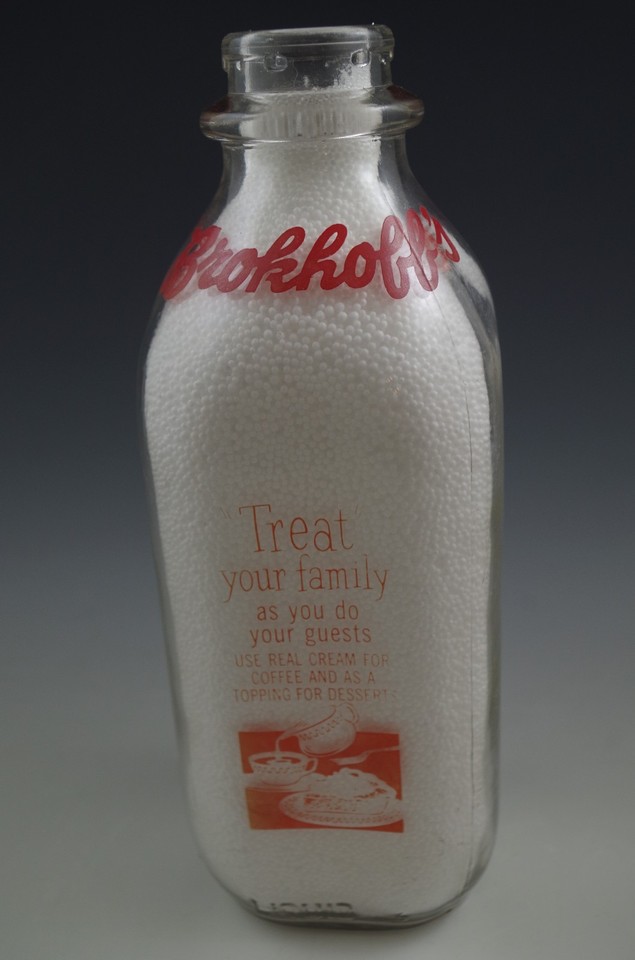 Brokhoff's
Treat
your family
as you do
your guests
USE REAL CREAM FOR
COFFEE AND AS A
TOPPING FOR DESSERTS
LIQUID